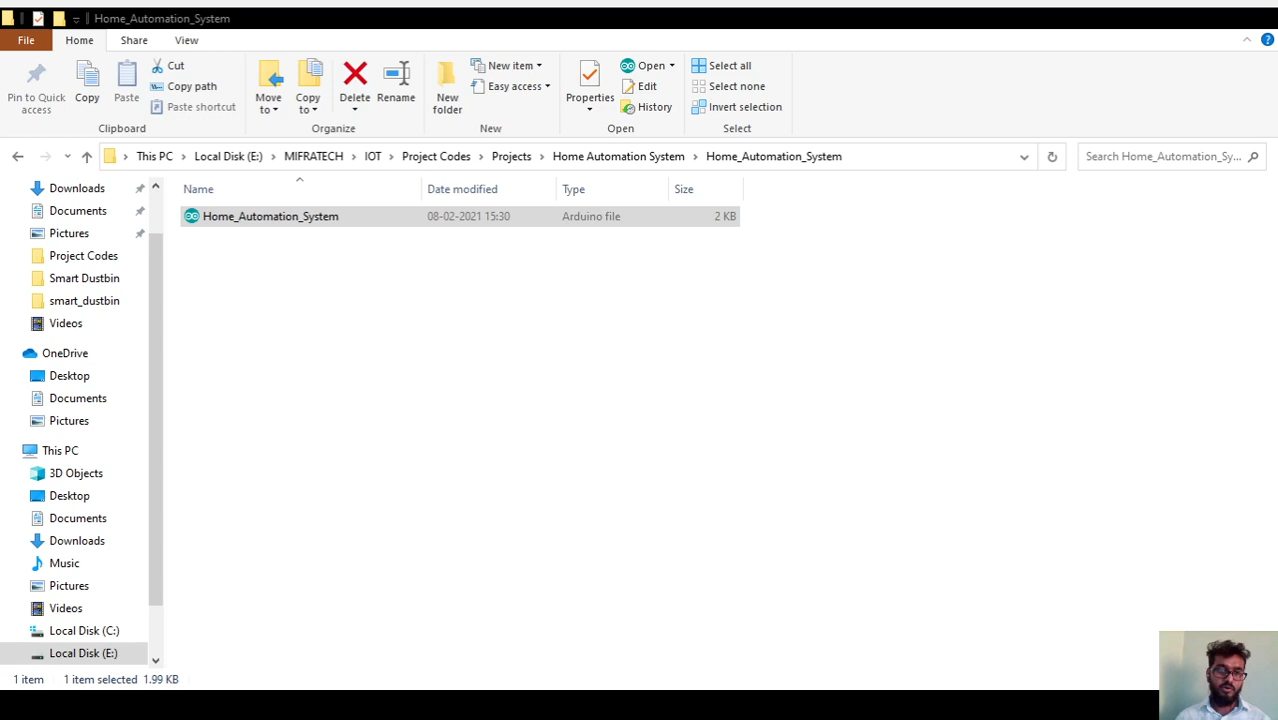 Home_Automation_System
File Home Share View
Pin to Quick access
Copy
Paste
Cut
Copy path
Paste shortcut
Clipboard
Move to
Copy to
Delete
Rename
Organize
New folder
New item
Easy access
New
Properties
Open
Edit
History
Open
Select all
Select none
Invert selection
Select
This PC Local Disk (E:) MIFRATECH IOT Project Codes Projects Home Automation System Home_Automation_System
Search Home_Automation_Sy...
Name Date modified Type Size
Home_Automation_System 08-02-2021 15:30 Arduino file 2 KB
Downloads
Documents
Pictures
Project Codes
Smart Dustbin
smart_dustbin
Videos
OneDrive
Desktop
Documents
Pictures
This PC
3D Objects
Desktop
Documents
Downloads
Music
Pictures
Videos
Local Disk (C:)
Local Disk (E:)
1 item 1 item selected 1.99 KB